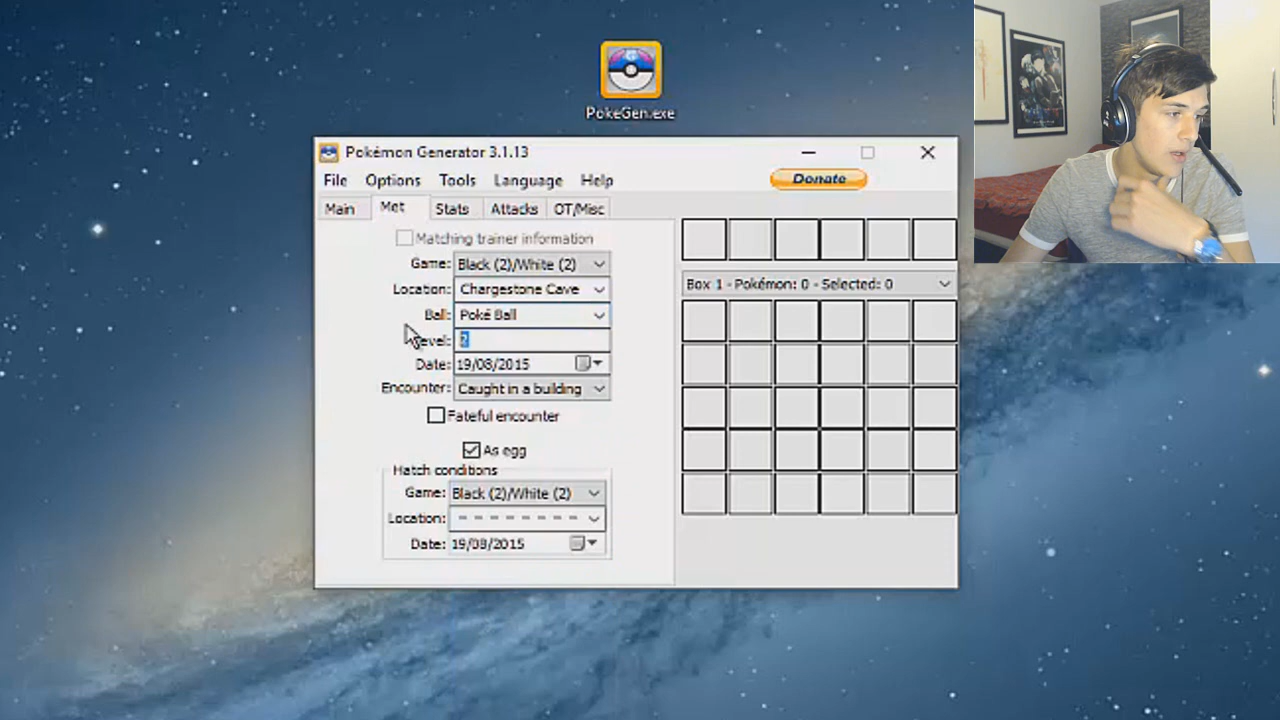 PokeGen.exe
Pokémon Generator 3.1.13
File Options Tools Language Help Donate
Main Met Stats Attacks OT/Misc
Matching trainer information
Game: Black (2)/White (2)
Location: Chargestone Cave
Ball: Poké Ball
Level: 2
Date: 19/08/2015
Encounter: Caught in a building
Fateful encounter
As egg
Hatch conditions
Game: Black (2)/White (2)
Location: - - - - - - - -
Date: 19/08/2015
Box 1 - Pokémon: 0 - Selected: 0